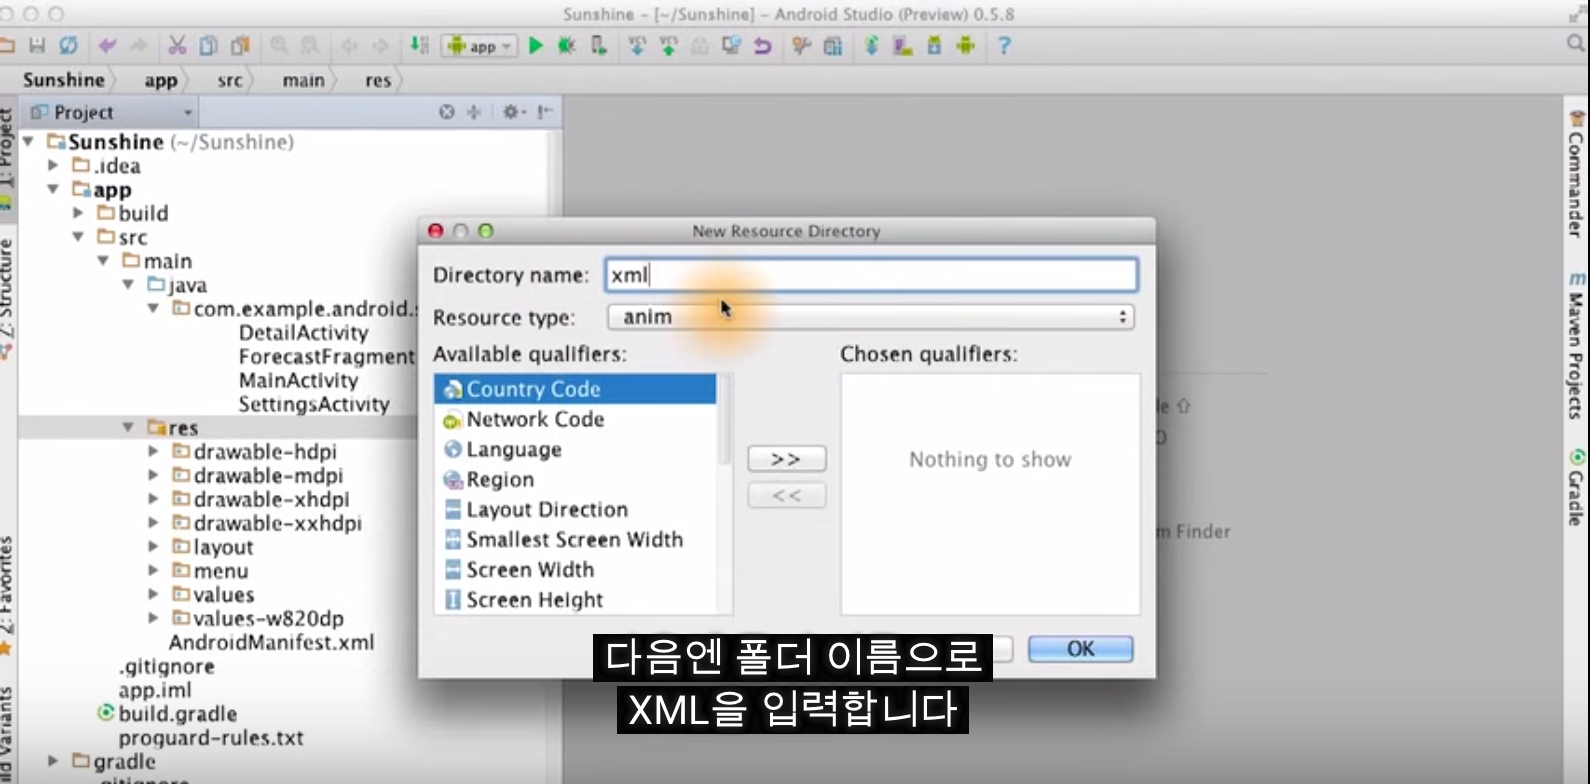 Sunshine - [~/Sunshine] - Android Studio (Preview) 0.5.8
app
Sunshine
app
src
main
res
1: Project
Project
Sunshine (~/Sunshine)
.idea
app
build
src
main
java
com.example.android.
DetailActivity
ForecastFragment
MainActivity
SettingsActivity
res
drawable-hdpi
drawable-mdpi
drawable-xhdpi
drawable-xxhdpi
layout
menu
values
values-w820dp
AndroidManifest.xml
.gitignore
app.iml
build.gradle
proguard-rules.txt
gradle
.gitignore
Z: Structure
2: Favorites
Variants
New Resource Directory
Directory name: xml
Resource type: anim
Available qualifiers:
Chosen qualifiers:
Country Code
Network Code
Language
Region
Layout Direction
Smallest Screen Width
Screen Width
Screen Height
>>
<<
Nothing to show
OK
Finder
Commander
Maven Projects
Gradle
다음엔 폴더 이름으로
XML을 입력합니다